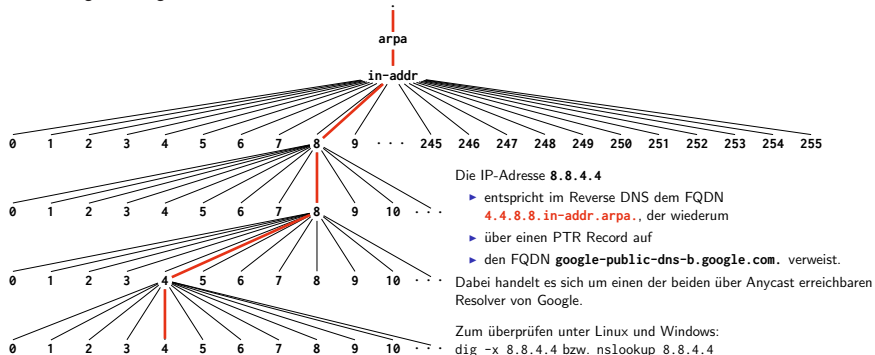 .
arpa
in-addr
0 1 2 3 4 5 6 7 8 9 · · · 245 246 247 248 249 250 251 252 253 254 255
0 1 2 3 4 5 6 7 8 9 10 · · ·
0 1 2 3 4 5 6 7 8 9 10 · · ·
0 1 2 3 4 5 6 7 8 9 10 · · ·
Die IP-Adresse 8.8.4.4
▶ entspricht im Reverse DNS dem FQDN
4.4.8.8.in-addr.arpa., der wiederum
▶ über einen PTR Record auf
▶ den FQDN google-public-dns-b.google.com. verweist.
Dabei handelt es sich um einen der beiden über Anycast erreichbaren
Resolver von Google.
Zum überprüfen unter Linux und Windows:
dig -x 8.8.4.4 bzw. nslookup 8.8.4.4